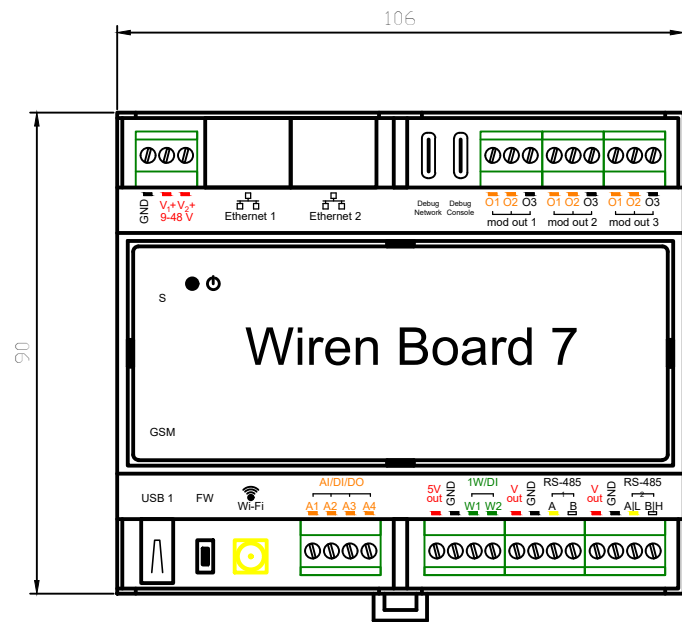 106
90
GND V1+ V2+ 9-48 V
Ethernet 1
Ethernet 2
Debug Network
Debug Console
O1 O2 O3 O1 O2 O3 O1 O2 O3
mod out 1 mod out 2 mod out 3
S
Wiren Board 7
GSM
USB 1 FW Wi-Fi
AI/DI/DO
A1 A2 A3 A4
5V out GND
1W/DI
W1 W2
V out GND
RS-485
1
A B
V out GND
RS-485
2
A|L B|H